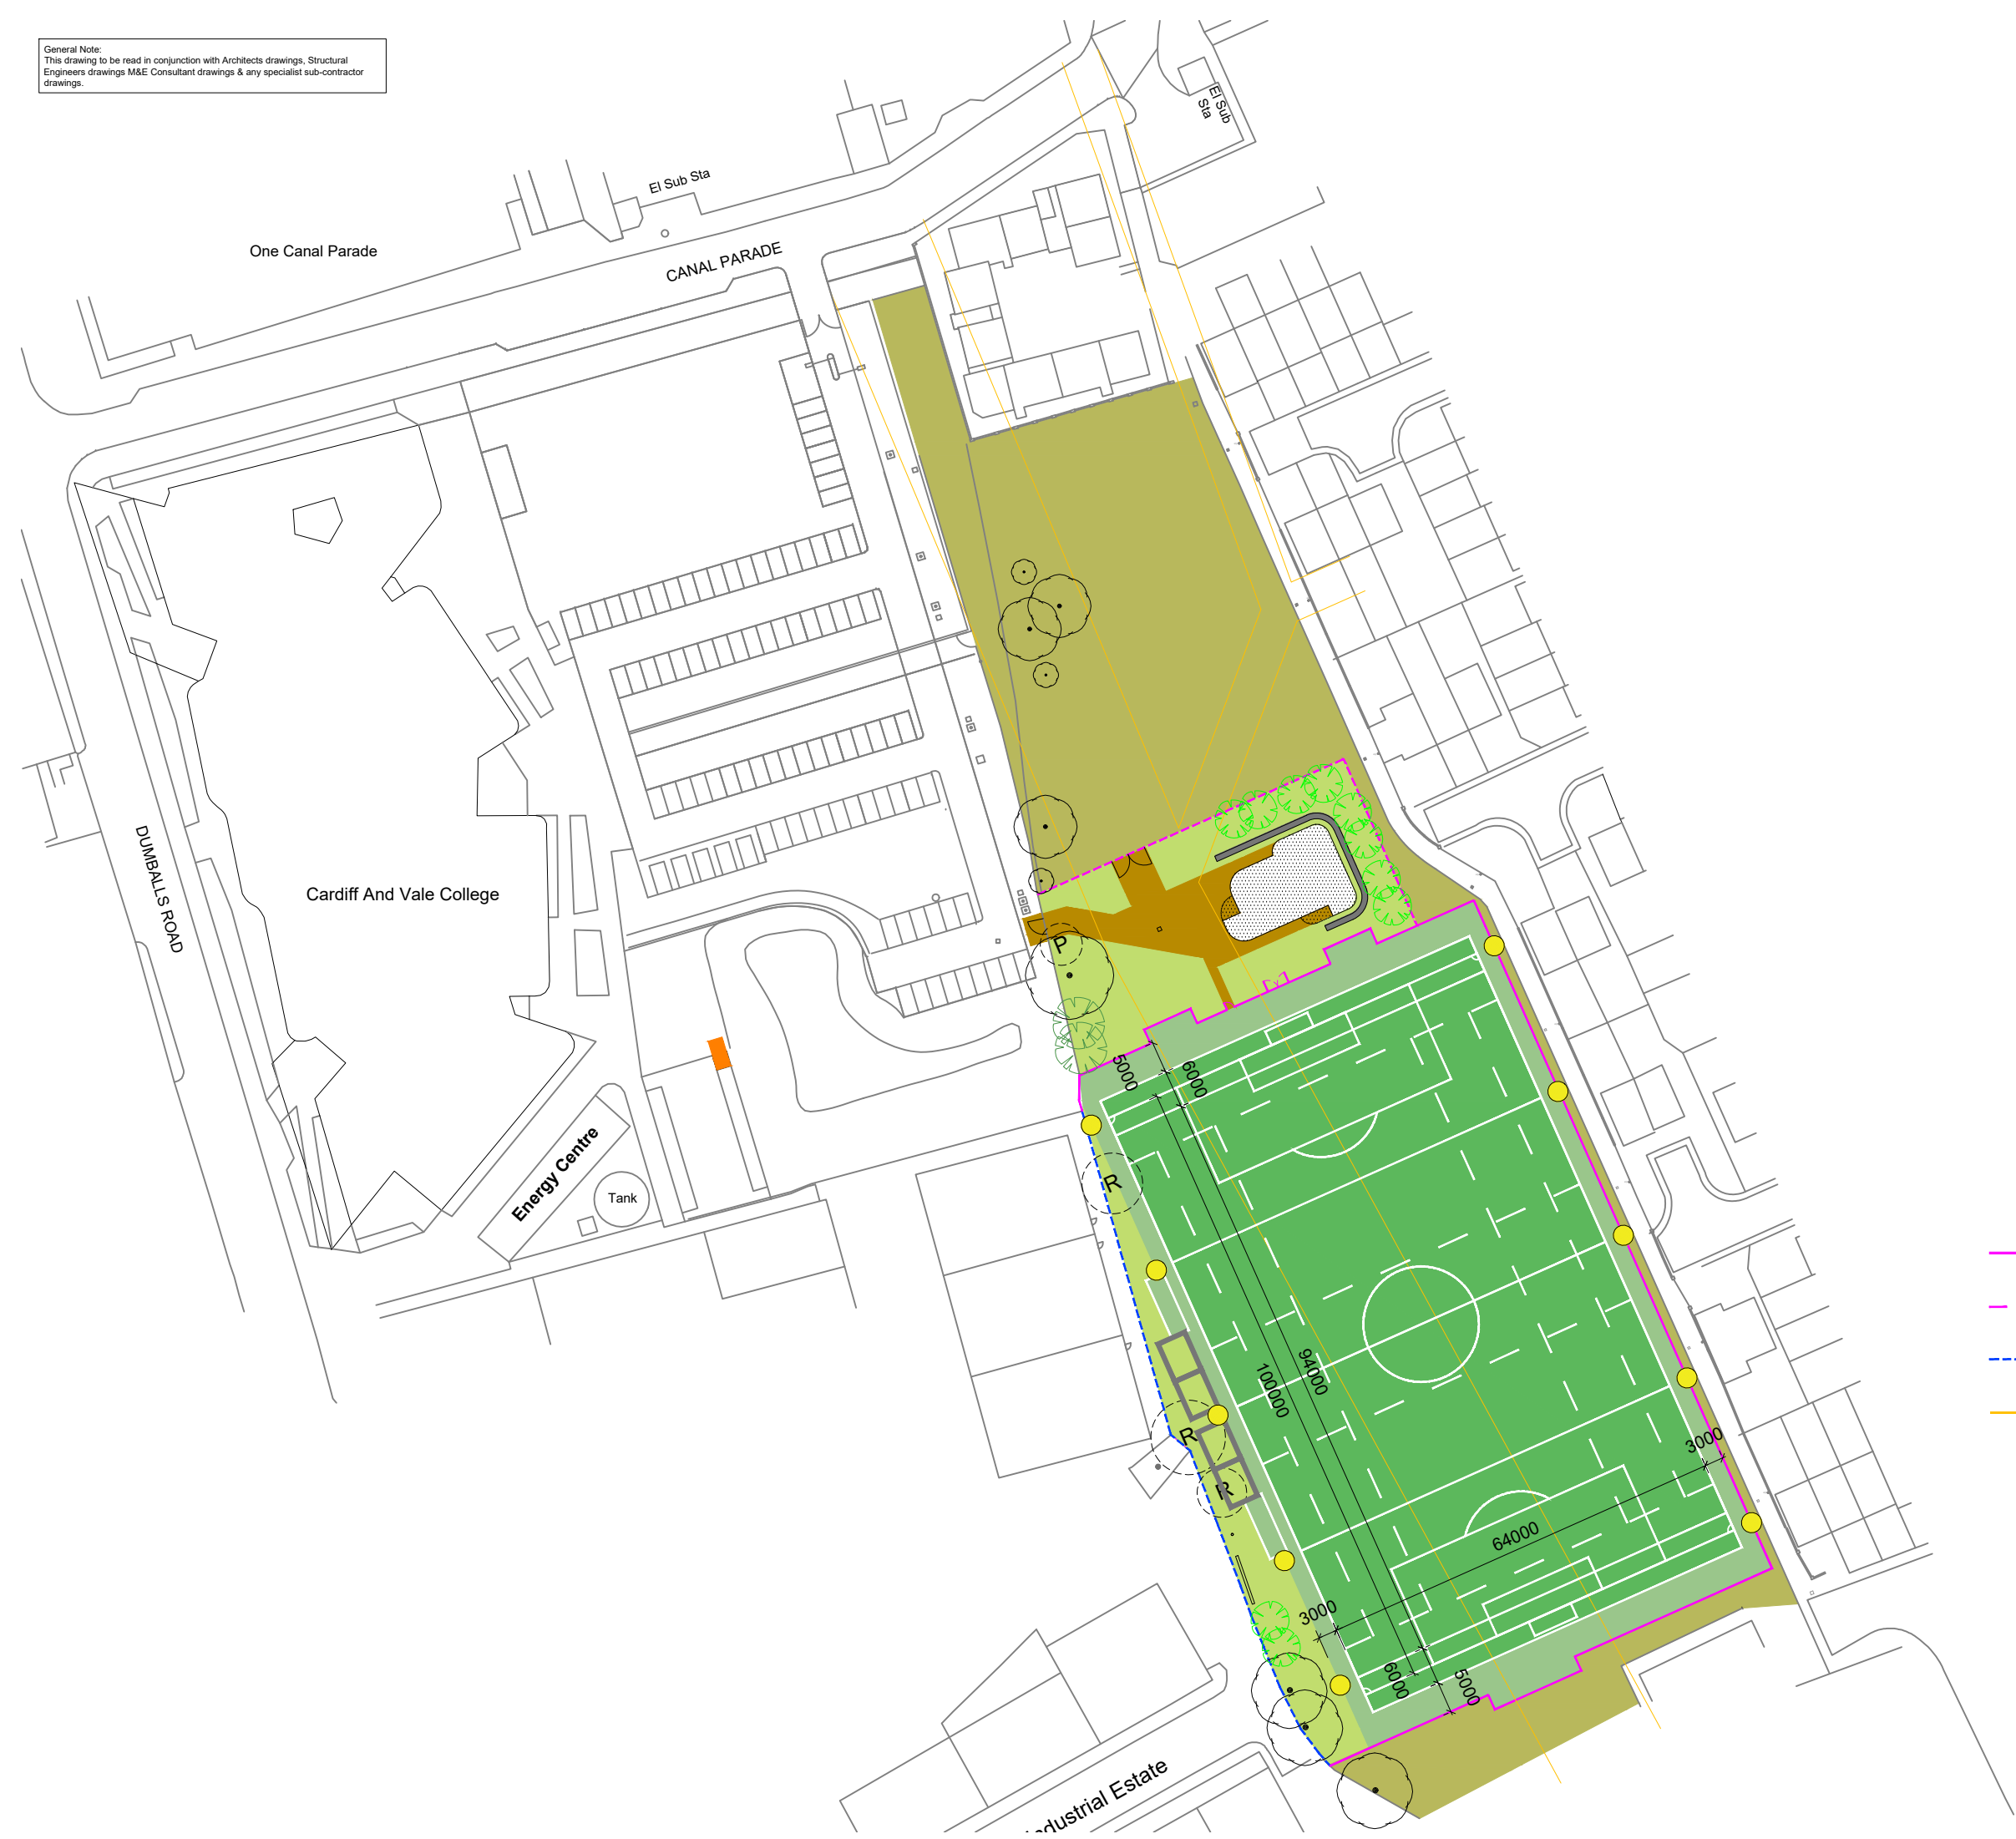 General Note:
This drawing to be read in conjunction with Architects drawings, Structural
Engineers drawings M&E Consultant drawings & any specialist sub-contractor
drawings.
El Sub
Sta
El Sub Sta
One Canal Parade
CANAL PARADE
DUMBALLS ROAD
Cardiff And Vale College
P
5000
6000
Energy Centre
Tank
R
94000
100000
R
R
3000
64000
3000
6000
5000
Industrial Estate